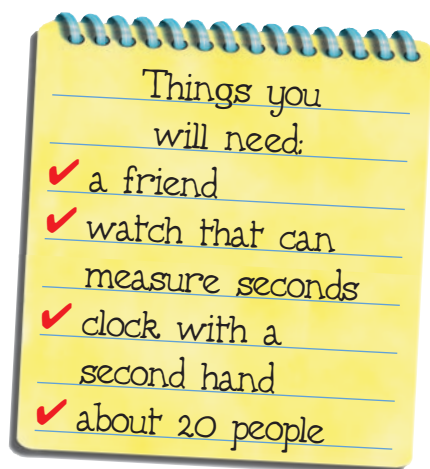 Things you
will need:
✔ a friend
✔ watch that can
measure seconds
✔ clock with a
second hand
✔ about 20 people